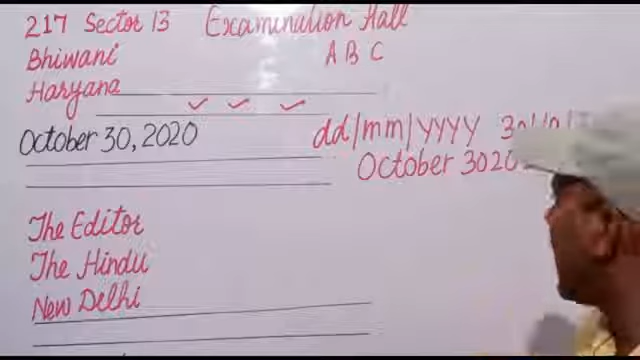 217 Sector 13
Bhiwani
Haryana
Examination Hall
A B C
October 30, 2020
dd/mm/YYYY
October 3020
The Editor
The Hindu
New Delhi